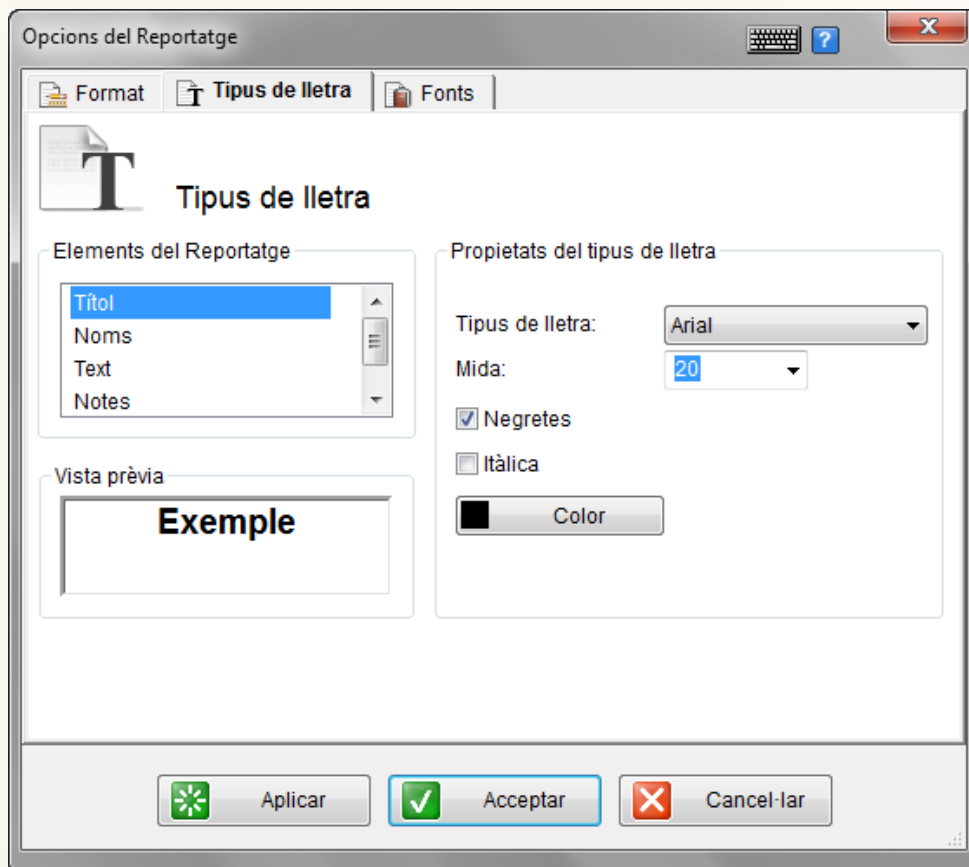 Opcions del Reportatge
Format
Tipus de lletra
Fonts
Tipus de lletra
Elements del Reportatge
Títol
Noms
Text
Notes
Vista prèvia
Exemple
Propietats del tipus de lletra
Tipus de lletra: Arial
Mida: 20
Negretes
Itàlica
Color
Aplicar
Acceptar
Cancel·lar